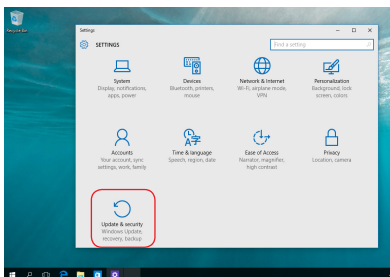 Recycle Bin
Settings
SETTINGS
Find a setting
System
Display, notifications,
apps, power
Devices
Bluetooth, printers,
mouse
Network & Internet
Wi-Fi, airplane mode,
VPN
Personalization
Background, lock
screen, colors
Accounts
Your account, sync
settings, work, family
Time & language
Speech, region, date
Ease of Access
Narrator, magnifier,
high contrast
Privacy
Location, camera
Update & security
Windows Update,
recovery, backup